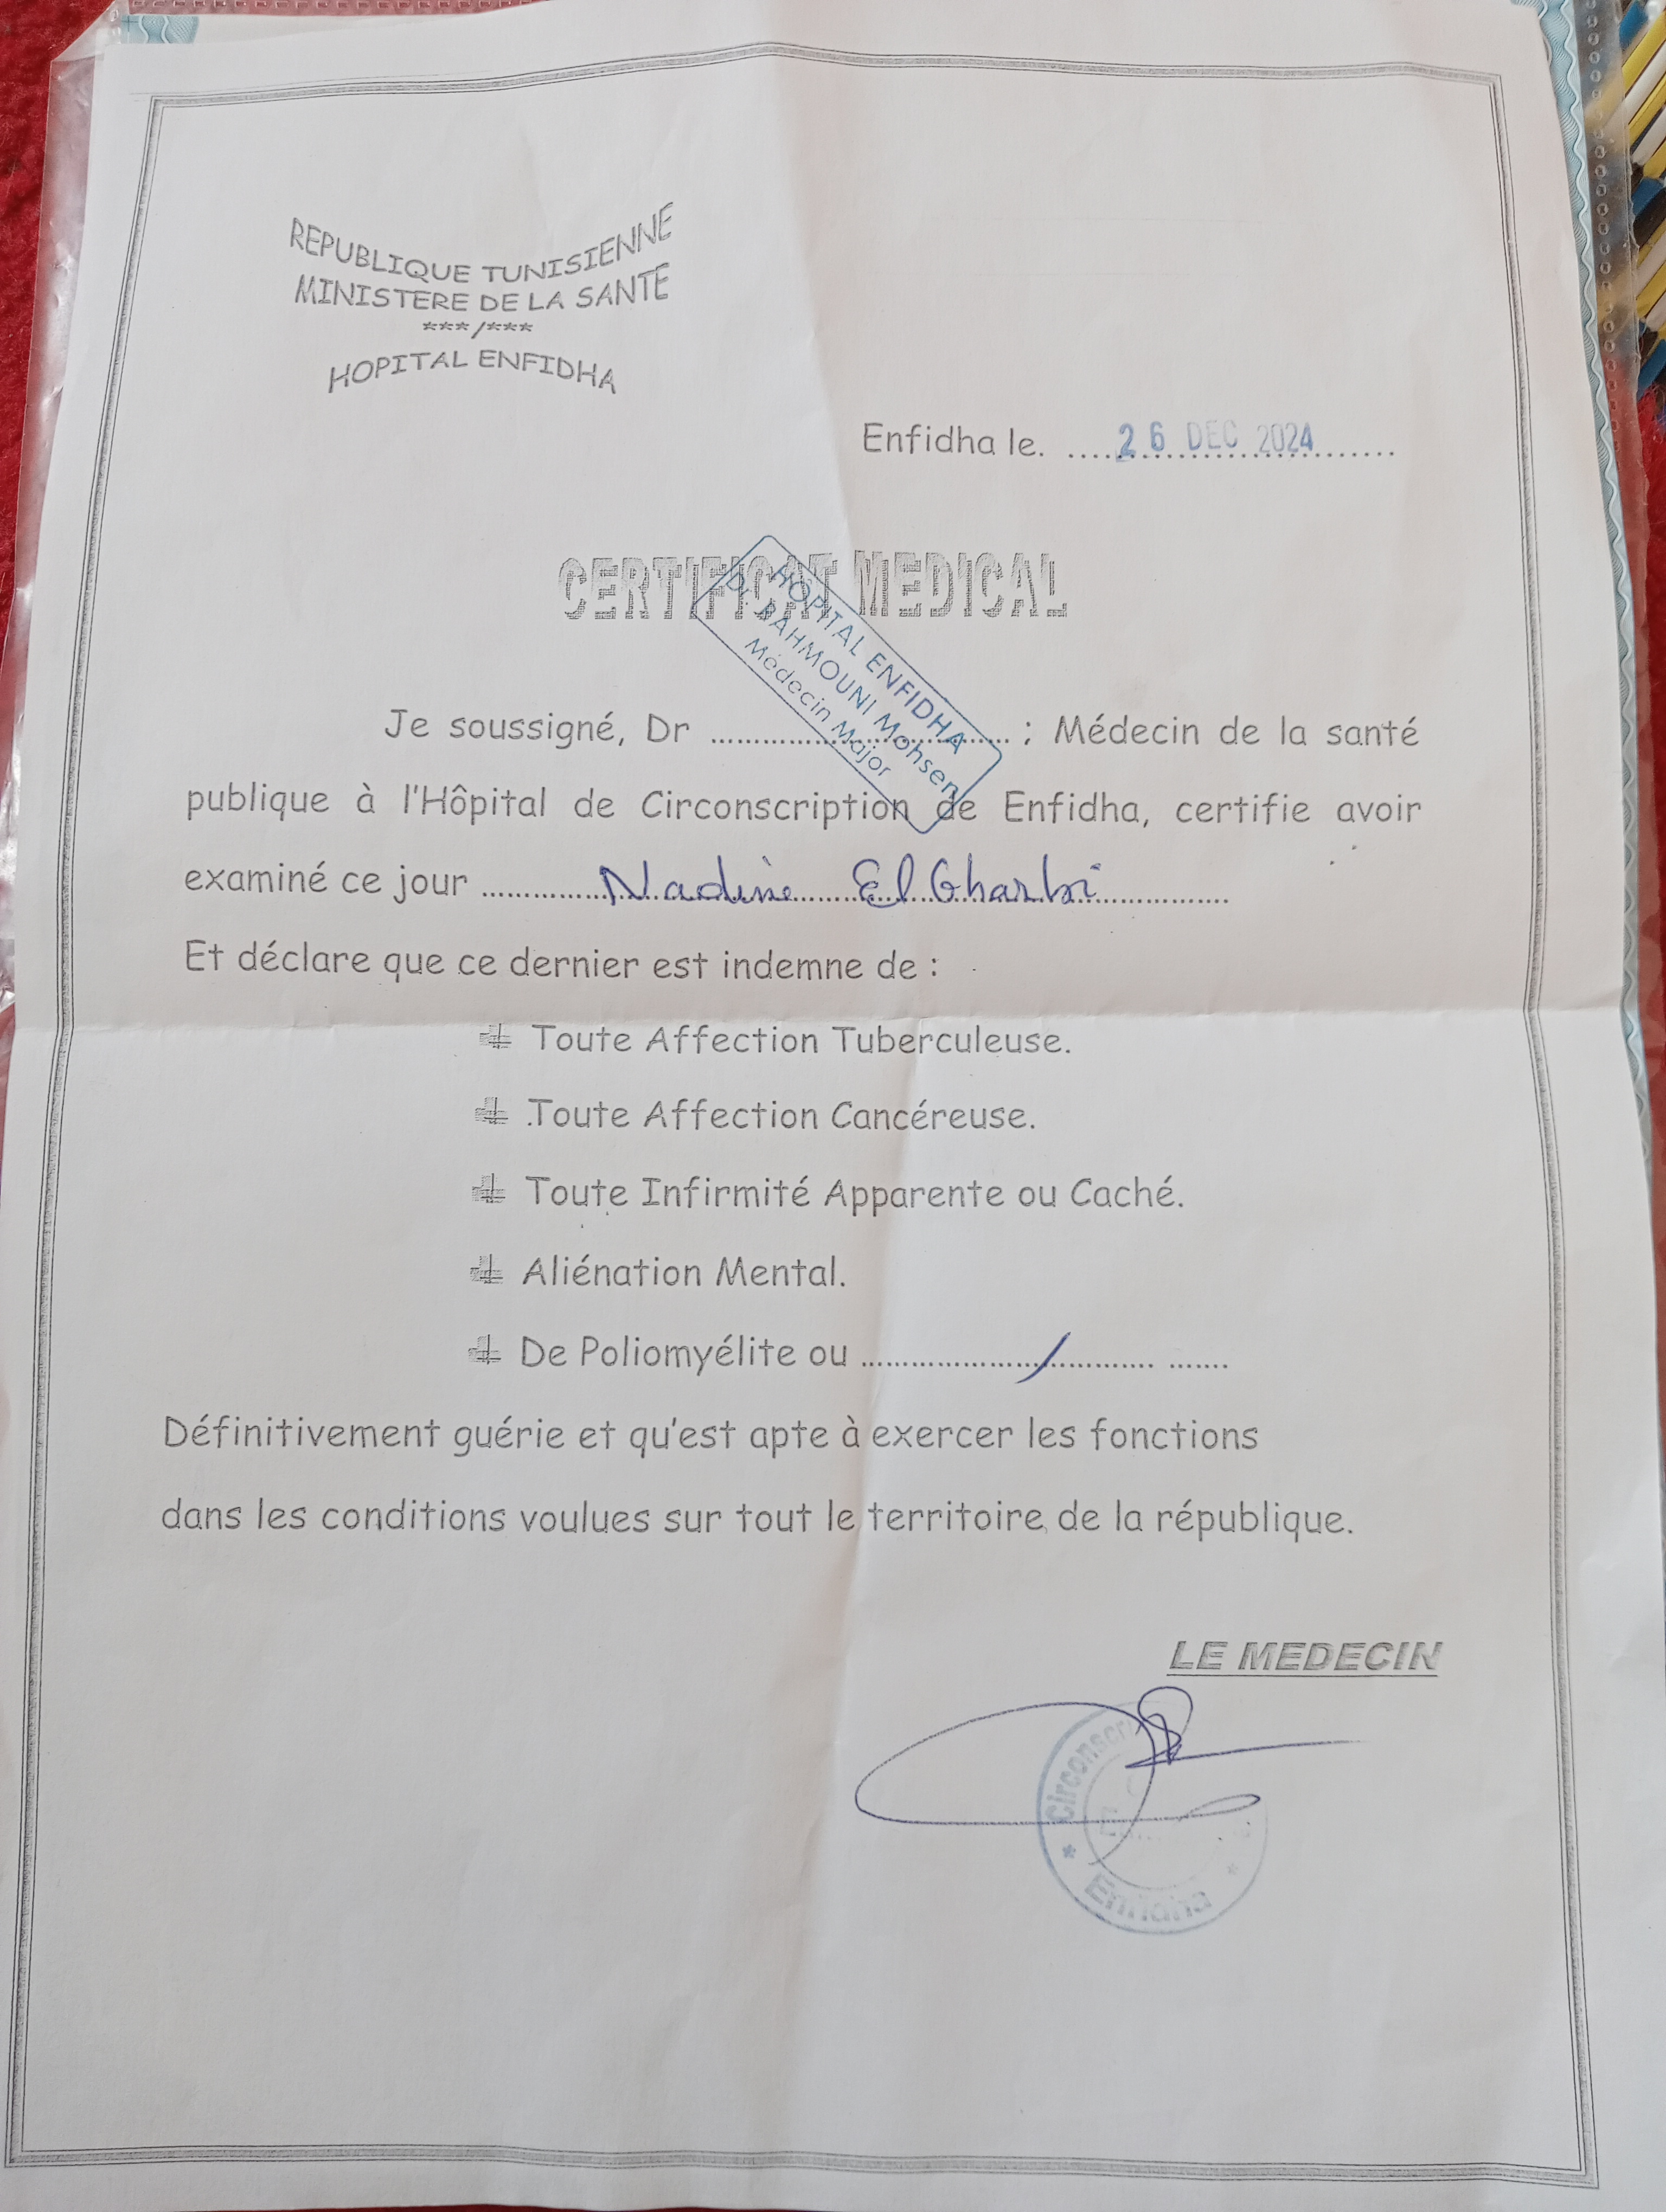 REPUBLIQUE TUNISIENNE
MINISTERE DE LA SANTE
***/***
HOPITAL ENFIDHA
Enfidha le. .....26 DEC 2024.....
CERTIFICAT MEDICAL
HÔPITAL ENFIDHA
Dr. BAHMOUNI Mohsen
Médecin Major
Je soussigné, Dr ........................ ; Médecin de la santé
publique à l'Hôpital de Circonscription de Enfidha, certifie avoir
examiné ce jour ............ Nadine El Gharbi ............
Et déclare que ce dernier est indemne de :
Toute Affection Tuberculeuse.
.Toute Affection Cancéreuse.
Toute Infirmité Apparente ou Caché.
Aliénation Mental.
De Poliomyélite ou ..................../............ .......
Définitivement guérie et qu'est apte à exercer les fonctions
dans les conditions voulues sur tout le territoire de la république.
LE MEDECIN
* Enfidha *